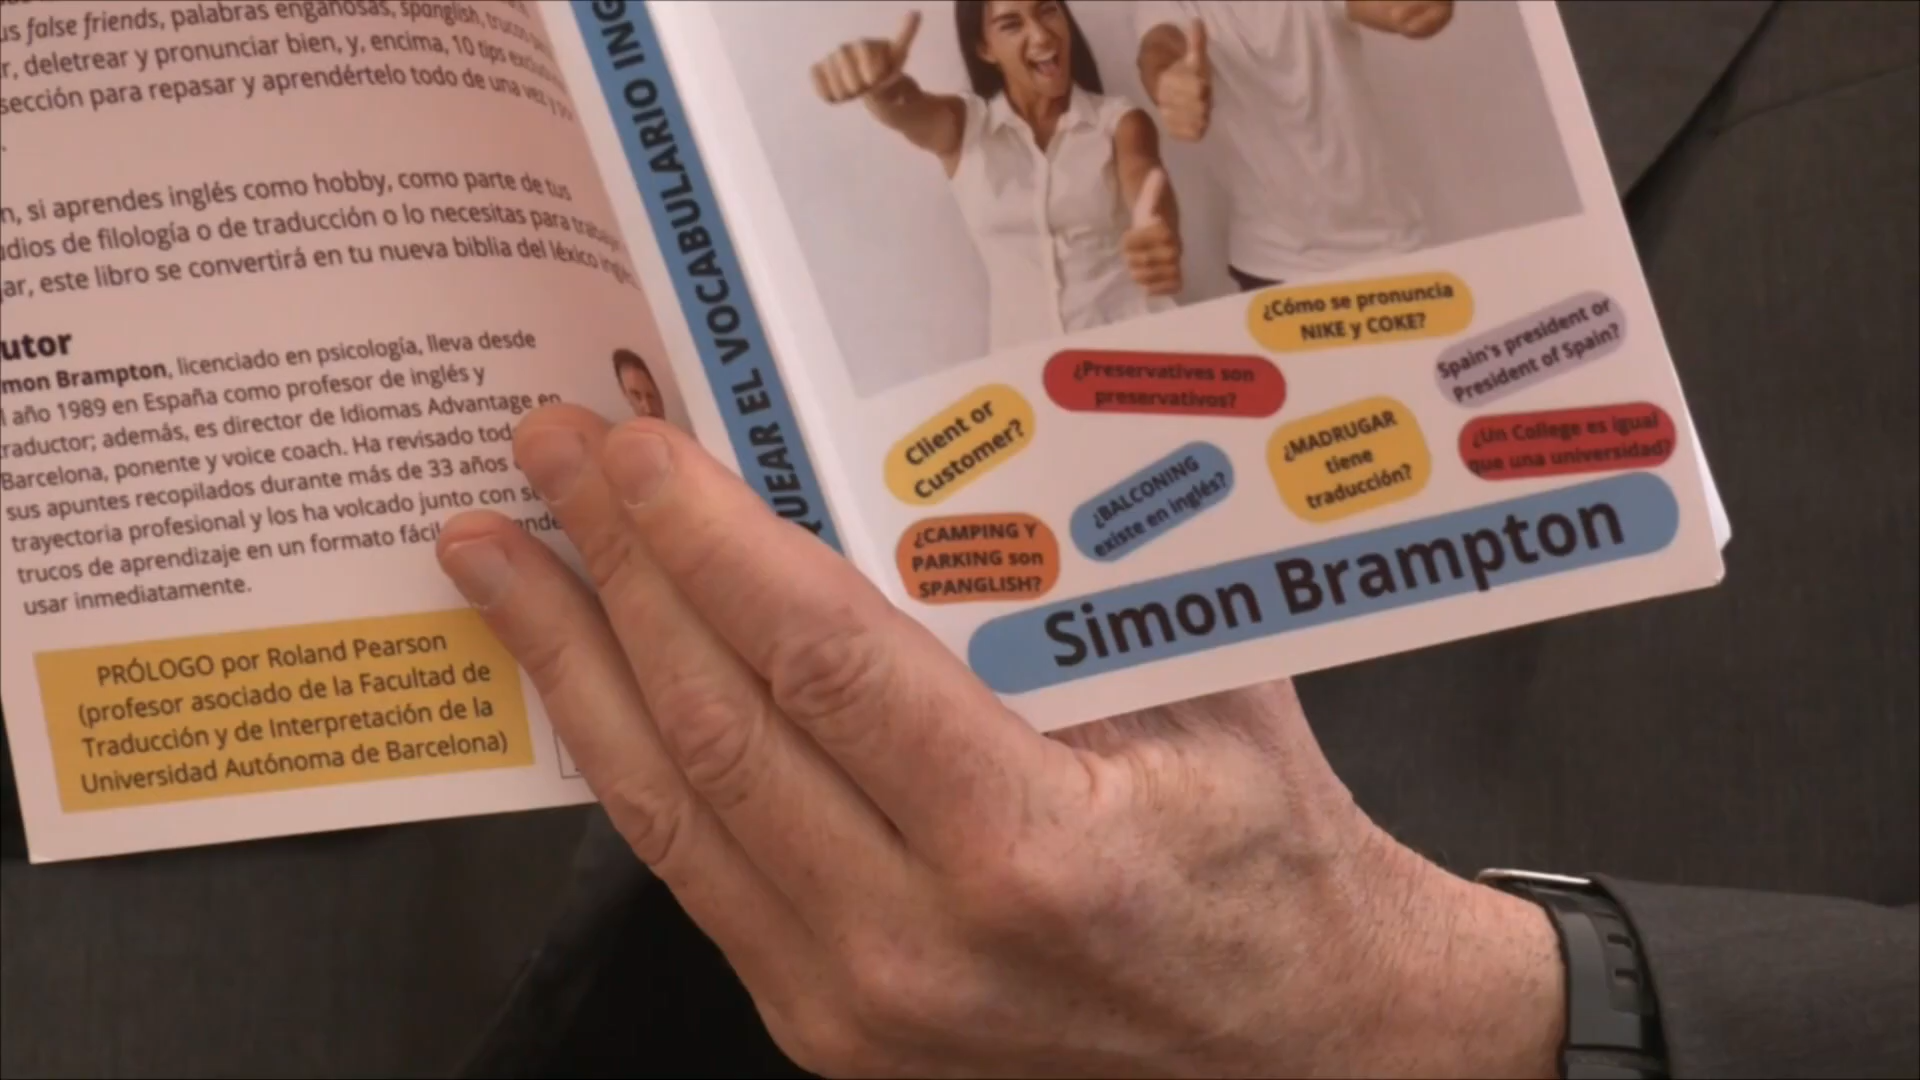 us false friends, palabras engañosas, spanglish, trucos
r, deletrear y pronunciar bien, y, encima, 10 tips
sección para repasar y aprendértelo todo de una vez y
n, si aprendes inglés como hobby, como parte de tus
dios de filología o de traducción o lo necesitas para
ar, este libro se convertirá en tu nueva biblia del léxico
utor
mon Brampton, licenciado en psicología, lleva desde
l año 1989 en España como profesor de inglés y
raductor; además, es director de Idiomas Advantage en
Barcelona, ponente y voice coach. Ha revisado
sus apuntes recopilados durante más de 33 años
trayectoria profesional y los ha volcado junto con
trucos de aprendizaje en un formato
usar inmediatamente.
PRÓLOGO por Roland Pearson
(profesor asociado de la Facultad de
Traducción y de Interpretación de la
Universidad Autónoma de Barcelona)
QUEAR EL VOCABULARIO ING
¿Cómo se pronuncia
NIKE y COKE?
Spain's president or
President of Spain?
¿Preservatives son
preservativos?
Client or
Customer?
¿BALCONING
existe en inglés?
¿MADRUGAR
tiene
traducción?
¿Un College es igual
que una universidad?
¿CAMPING Y
PARKING son
SPANGLISH?
Simon Brampton